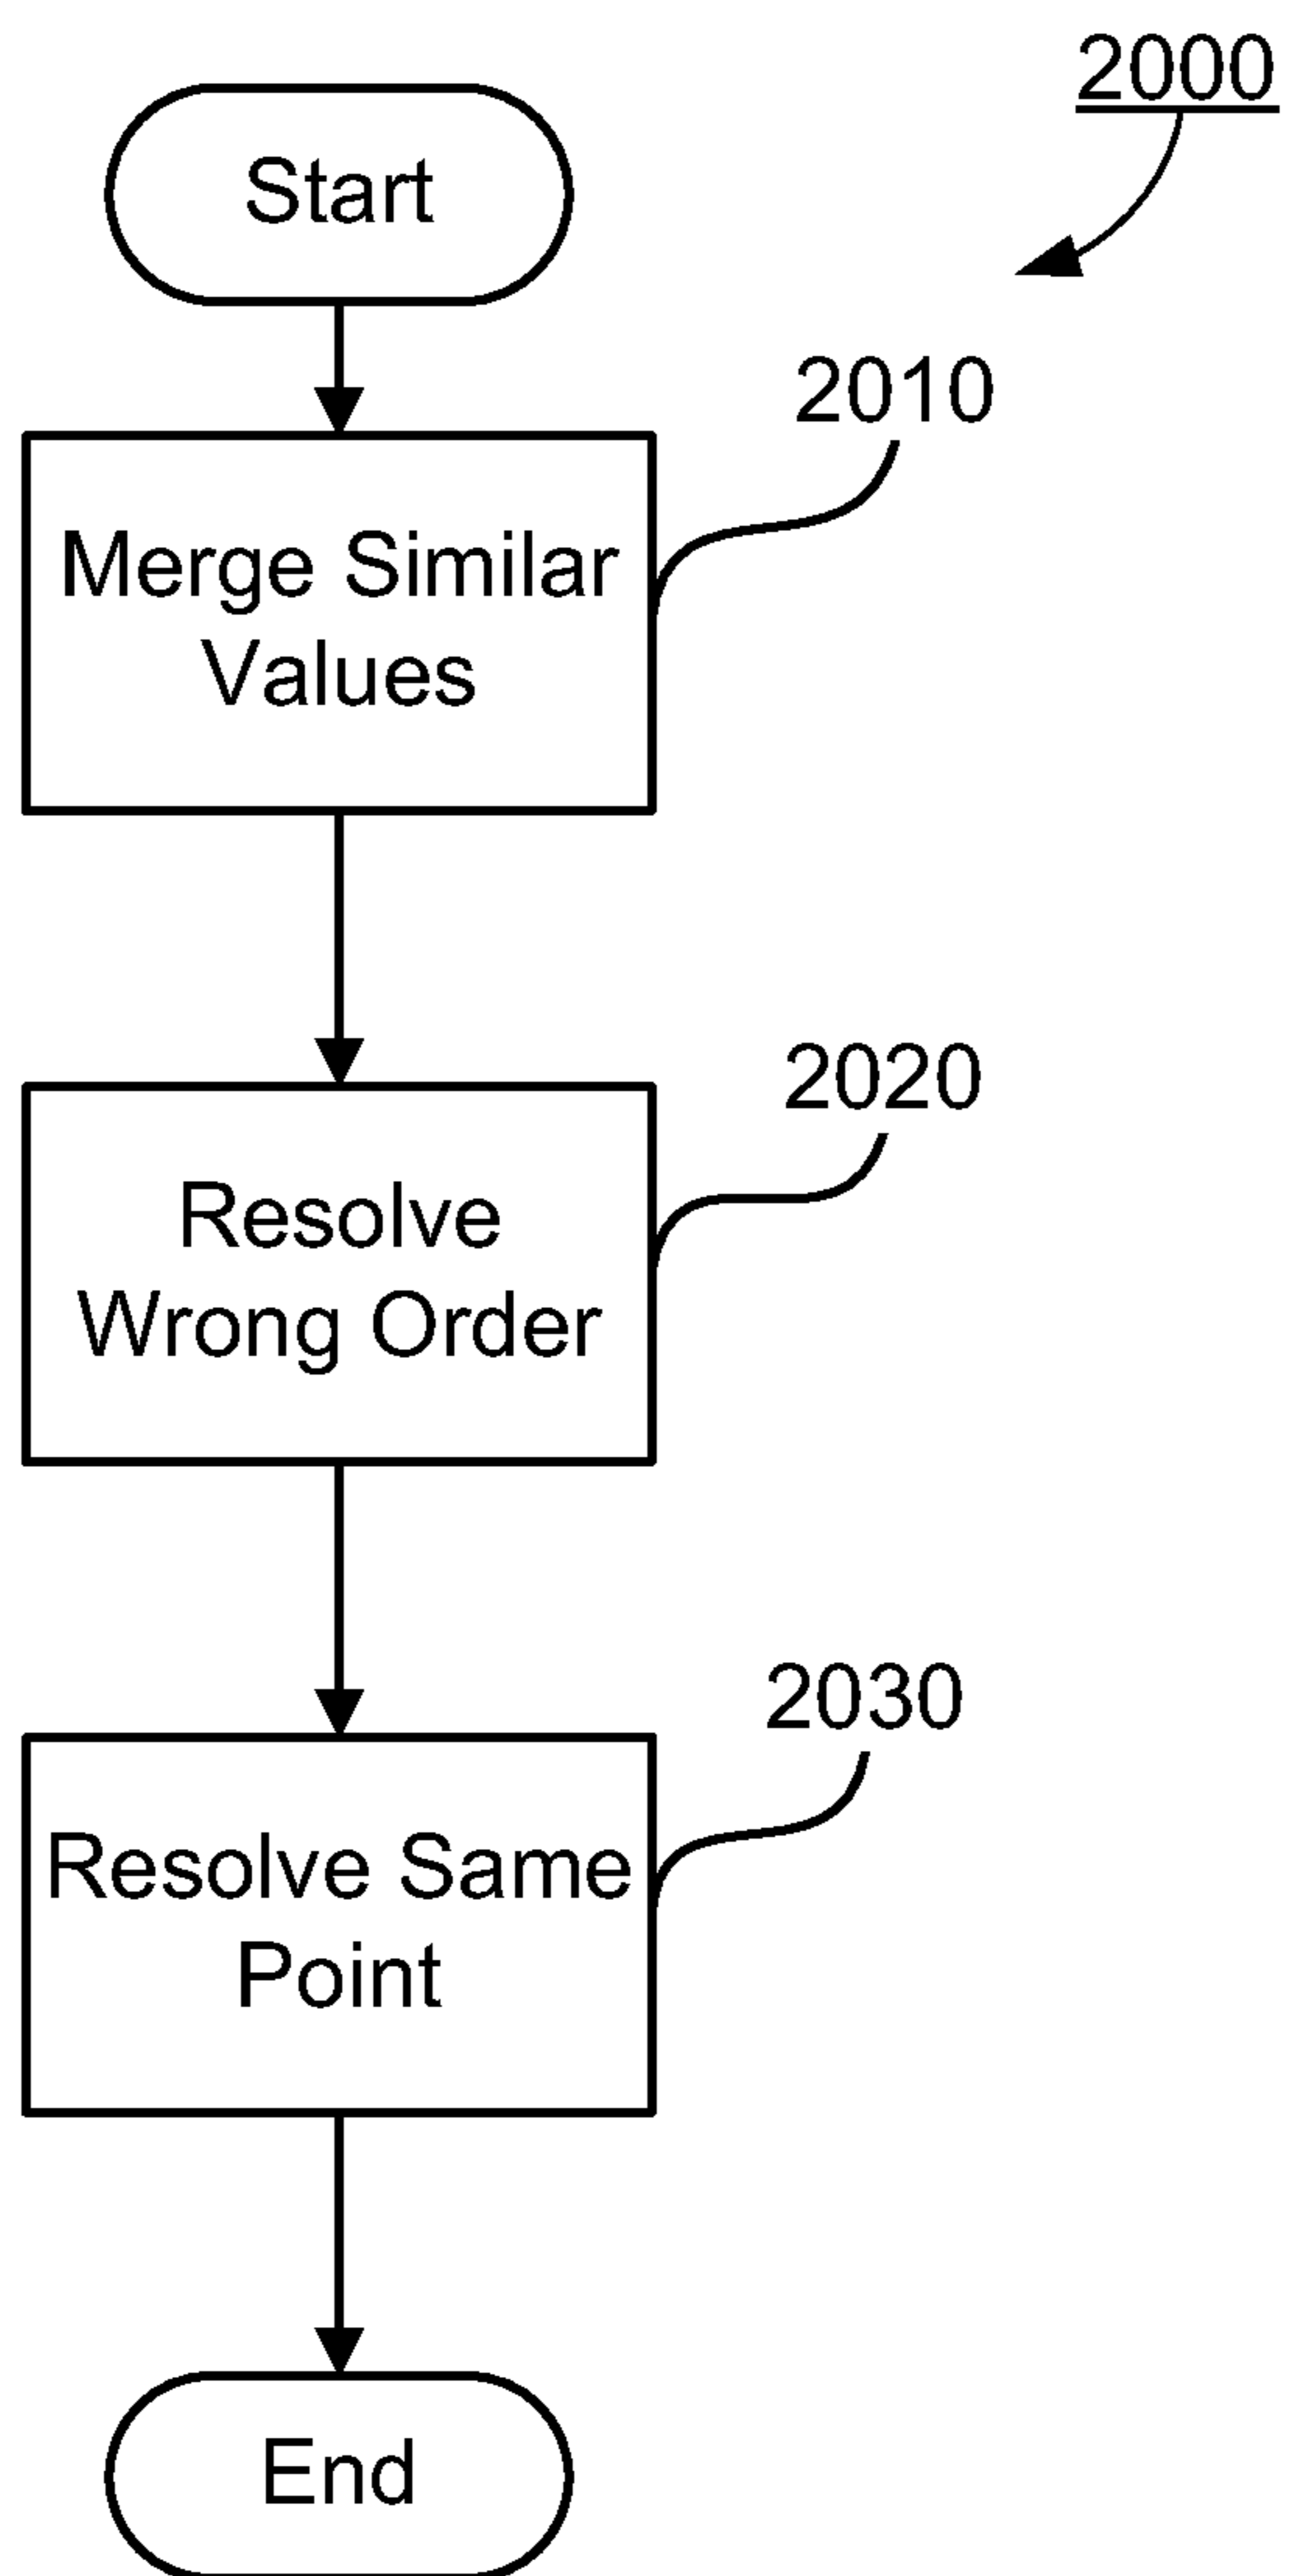 2000
Start
2010
Merge Similar
Values
2020
Resolve
Wrong Order
2030
Resolve Same
Point
End